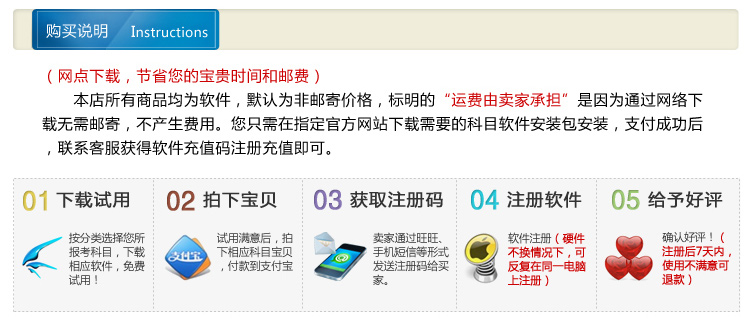 购买说明 Instructions
（网点下载，节省您的宝贵时间和邮费）
本店所有商品均为软件，默认为非邮寄价格，标明的“运费由卖家承担”是因为通过网络下
载无需邮寄，不产生费用。您只需在指定官方网站下载需要的科目软件安装包安装，支付成功后
，联系客服获得软件充值码注册充值即可。
01 下载试用
按分类选择您所
报考科目，下载
相应软件，免费
试用！
02 拍下宝贝
支付宝
试用满意后，拍
下相应科目宝贝
，付款到支付宝
03 获取注册码
卖家通过旺旺、
手机短信等形式
发送注册码给买
家。
04 注册软件
软件注册（硬件
不换情况下，可
反复在同一电脑
上注册）
05 给予好评
确认好评！（
注册后7天内，
使用不满意可
退款）